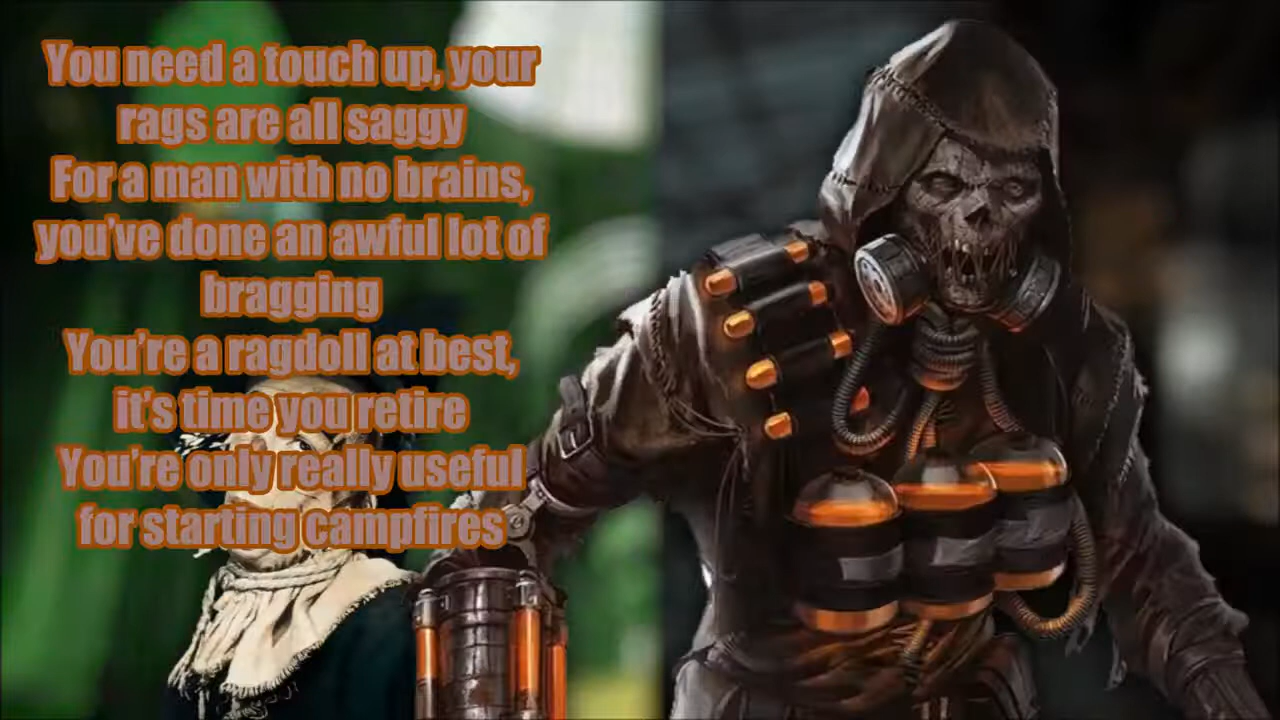 You need a touch up, your
rags are all saggy
For a man with no brains,
you've done an awful lot of
bragging
You're a ragdoll at best,
it's time you retire
You're only really useful
for starting campfires